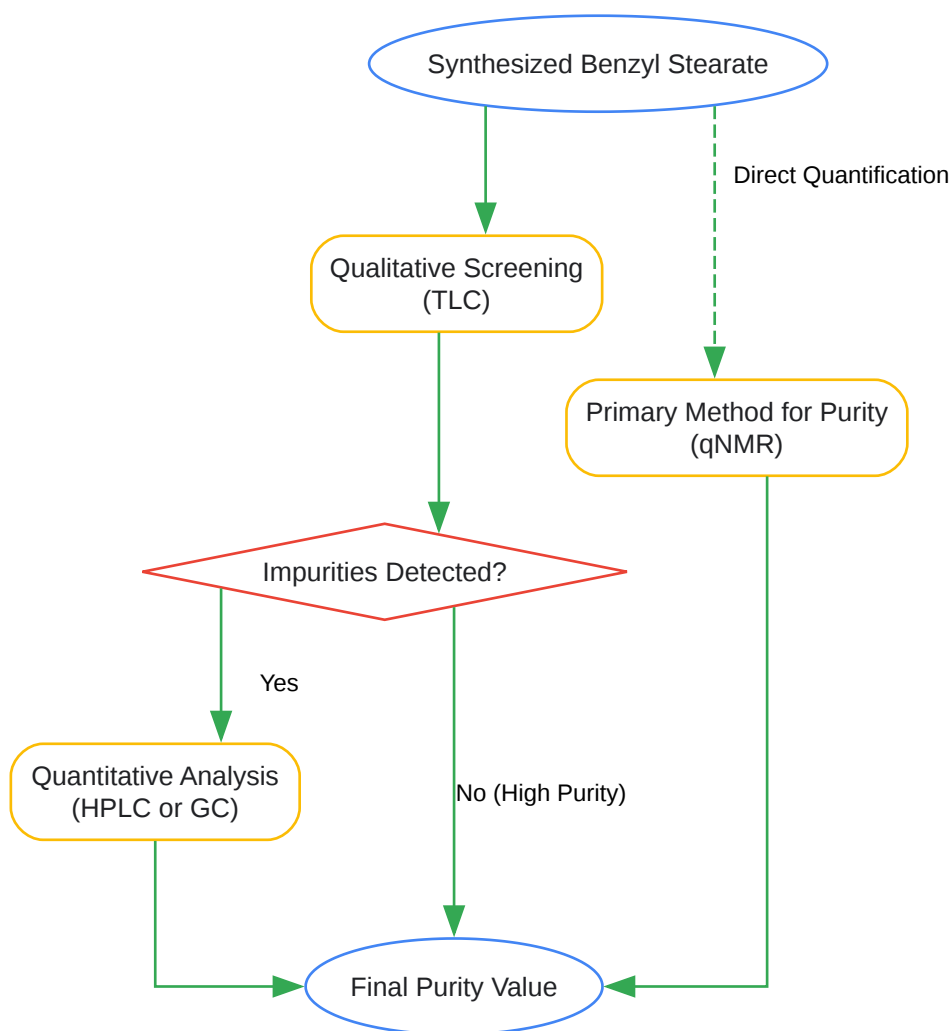 Synthesized Benzyl Stearate
Direct Quantification
Qualitative Screening
(TLC)
Primary Method for Purity
(qNMR)
Impurities Detected?
Yes
Quantitative Analysis
(HPLC or GC)
No (High Purity)
Final Purity Value